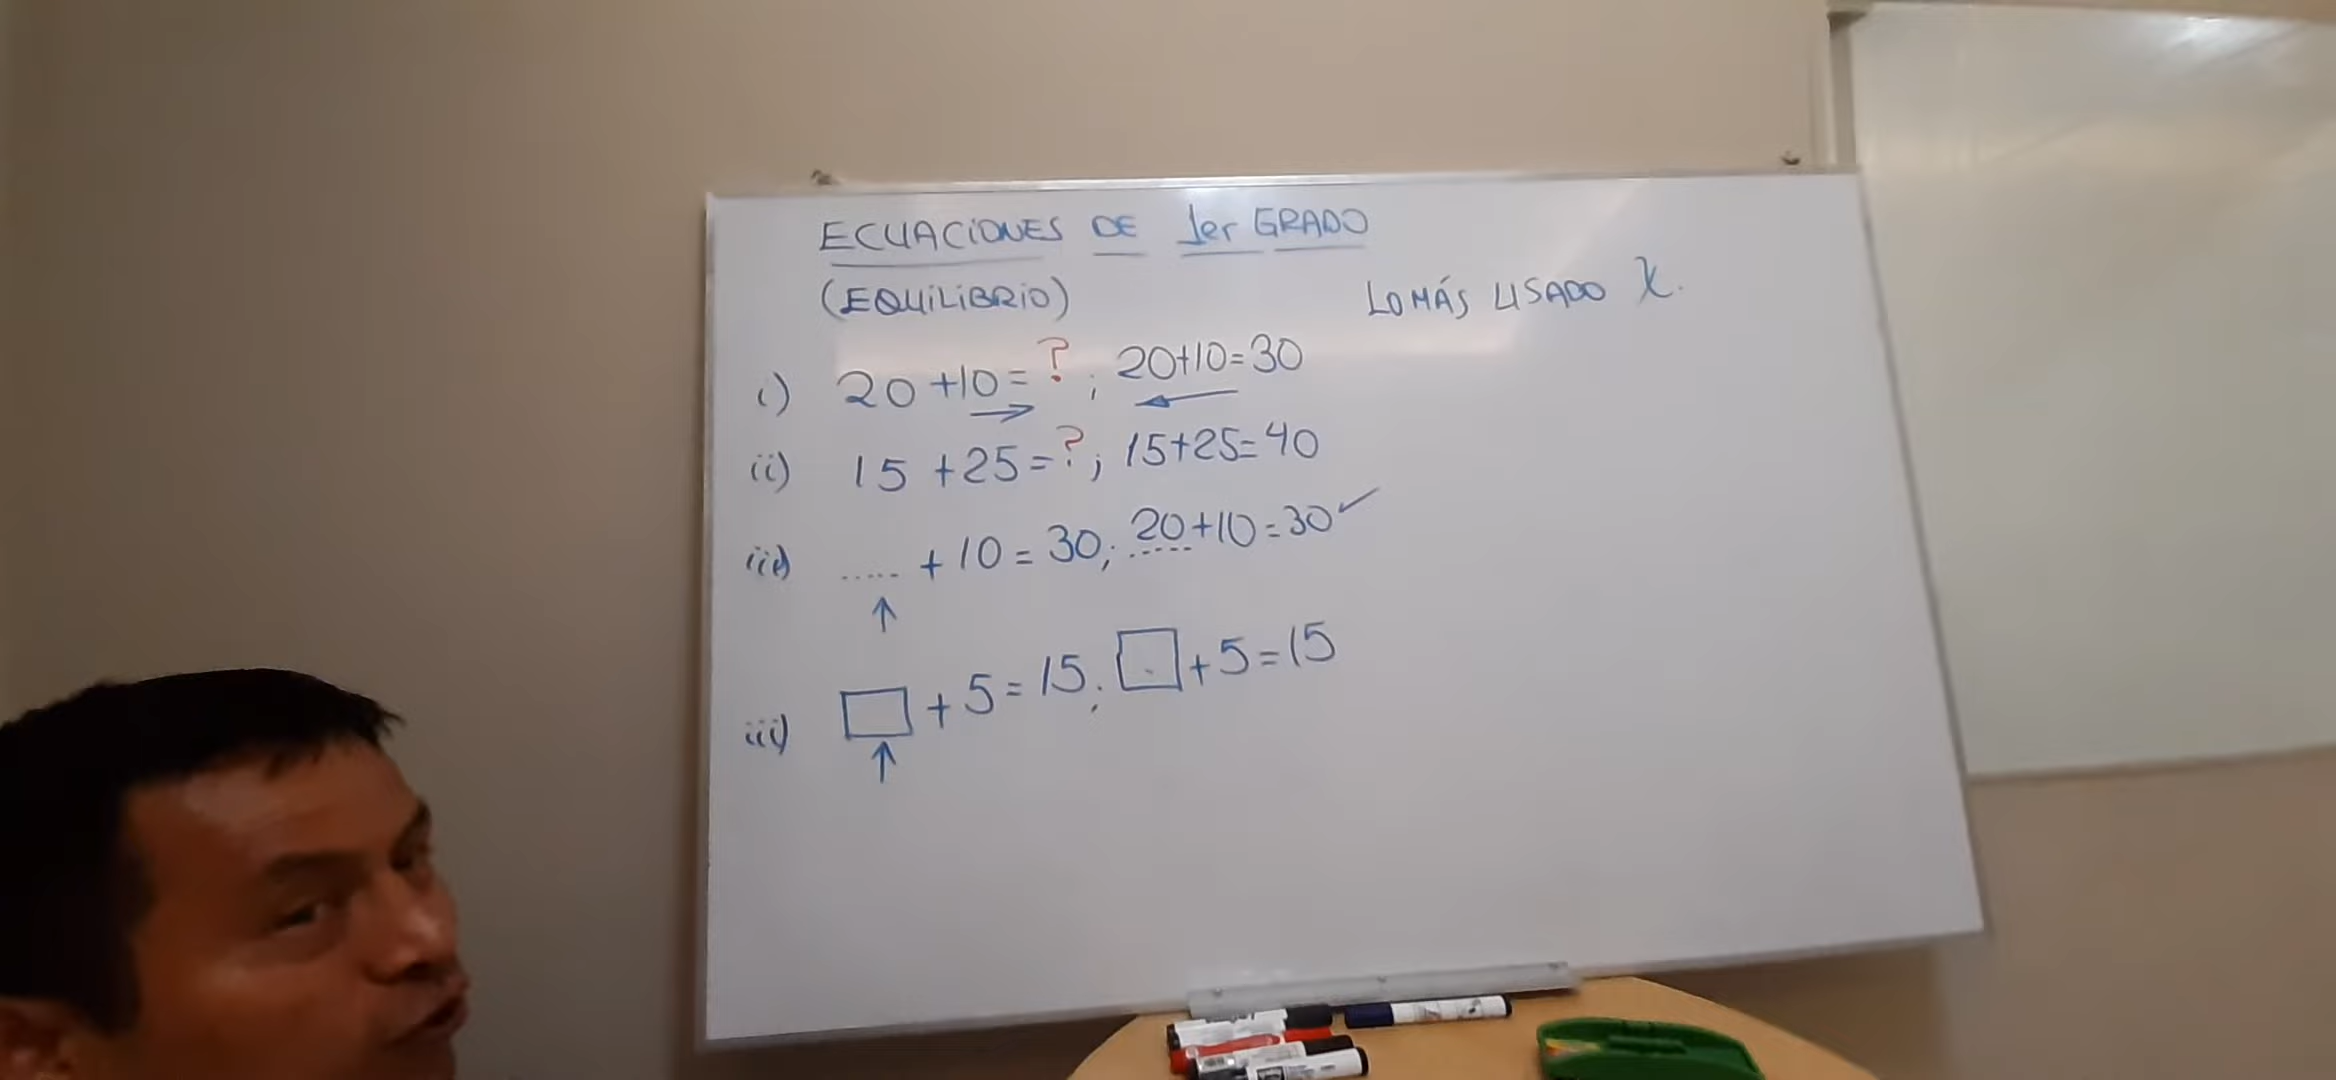 ECUACIONES DE 1er GRADO
(EQUILIBRIO) LO MÁS USADO X.
i) 20 +10 = ? ; 20+10=30
ii) 15 +25 = ? ; 15+25=40
iii) ..... + 10 = 30; 20+10=30 ✓
↑
iii) □ + 5 = 15; □ + 5 = 15
↑